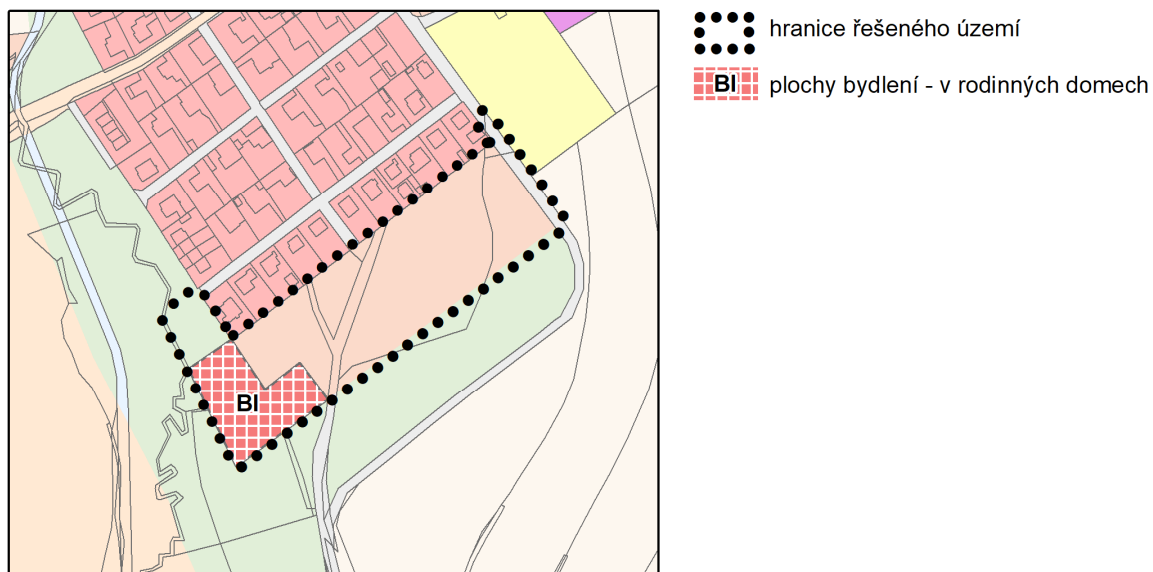 hranice řešeného území
BI plochy bydlení - v rodinných domech
BI